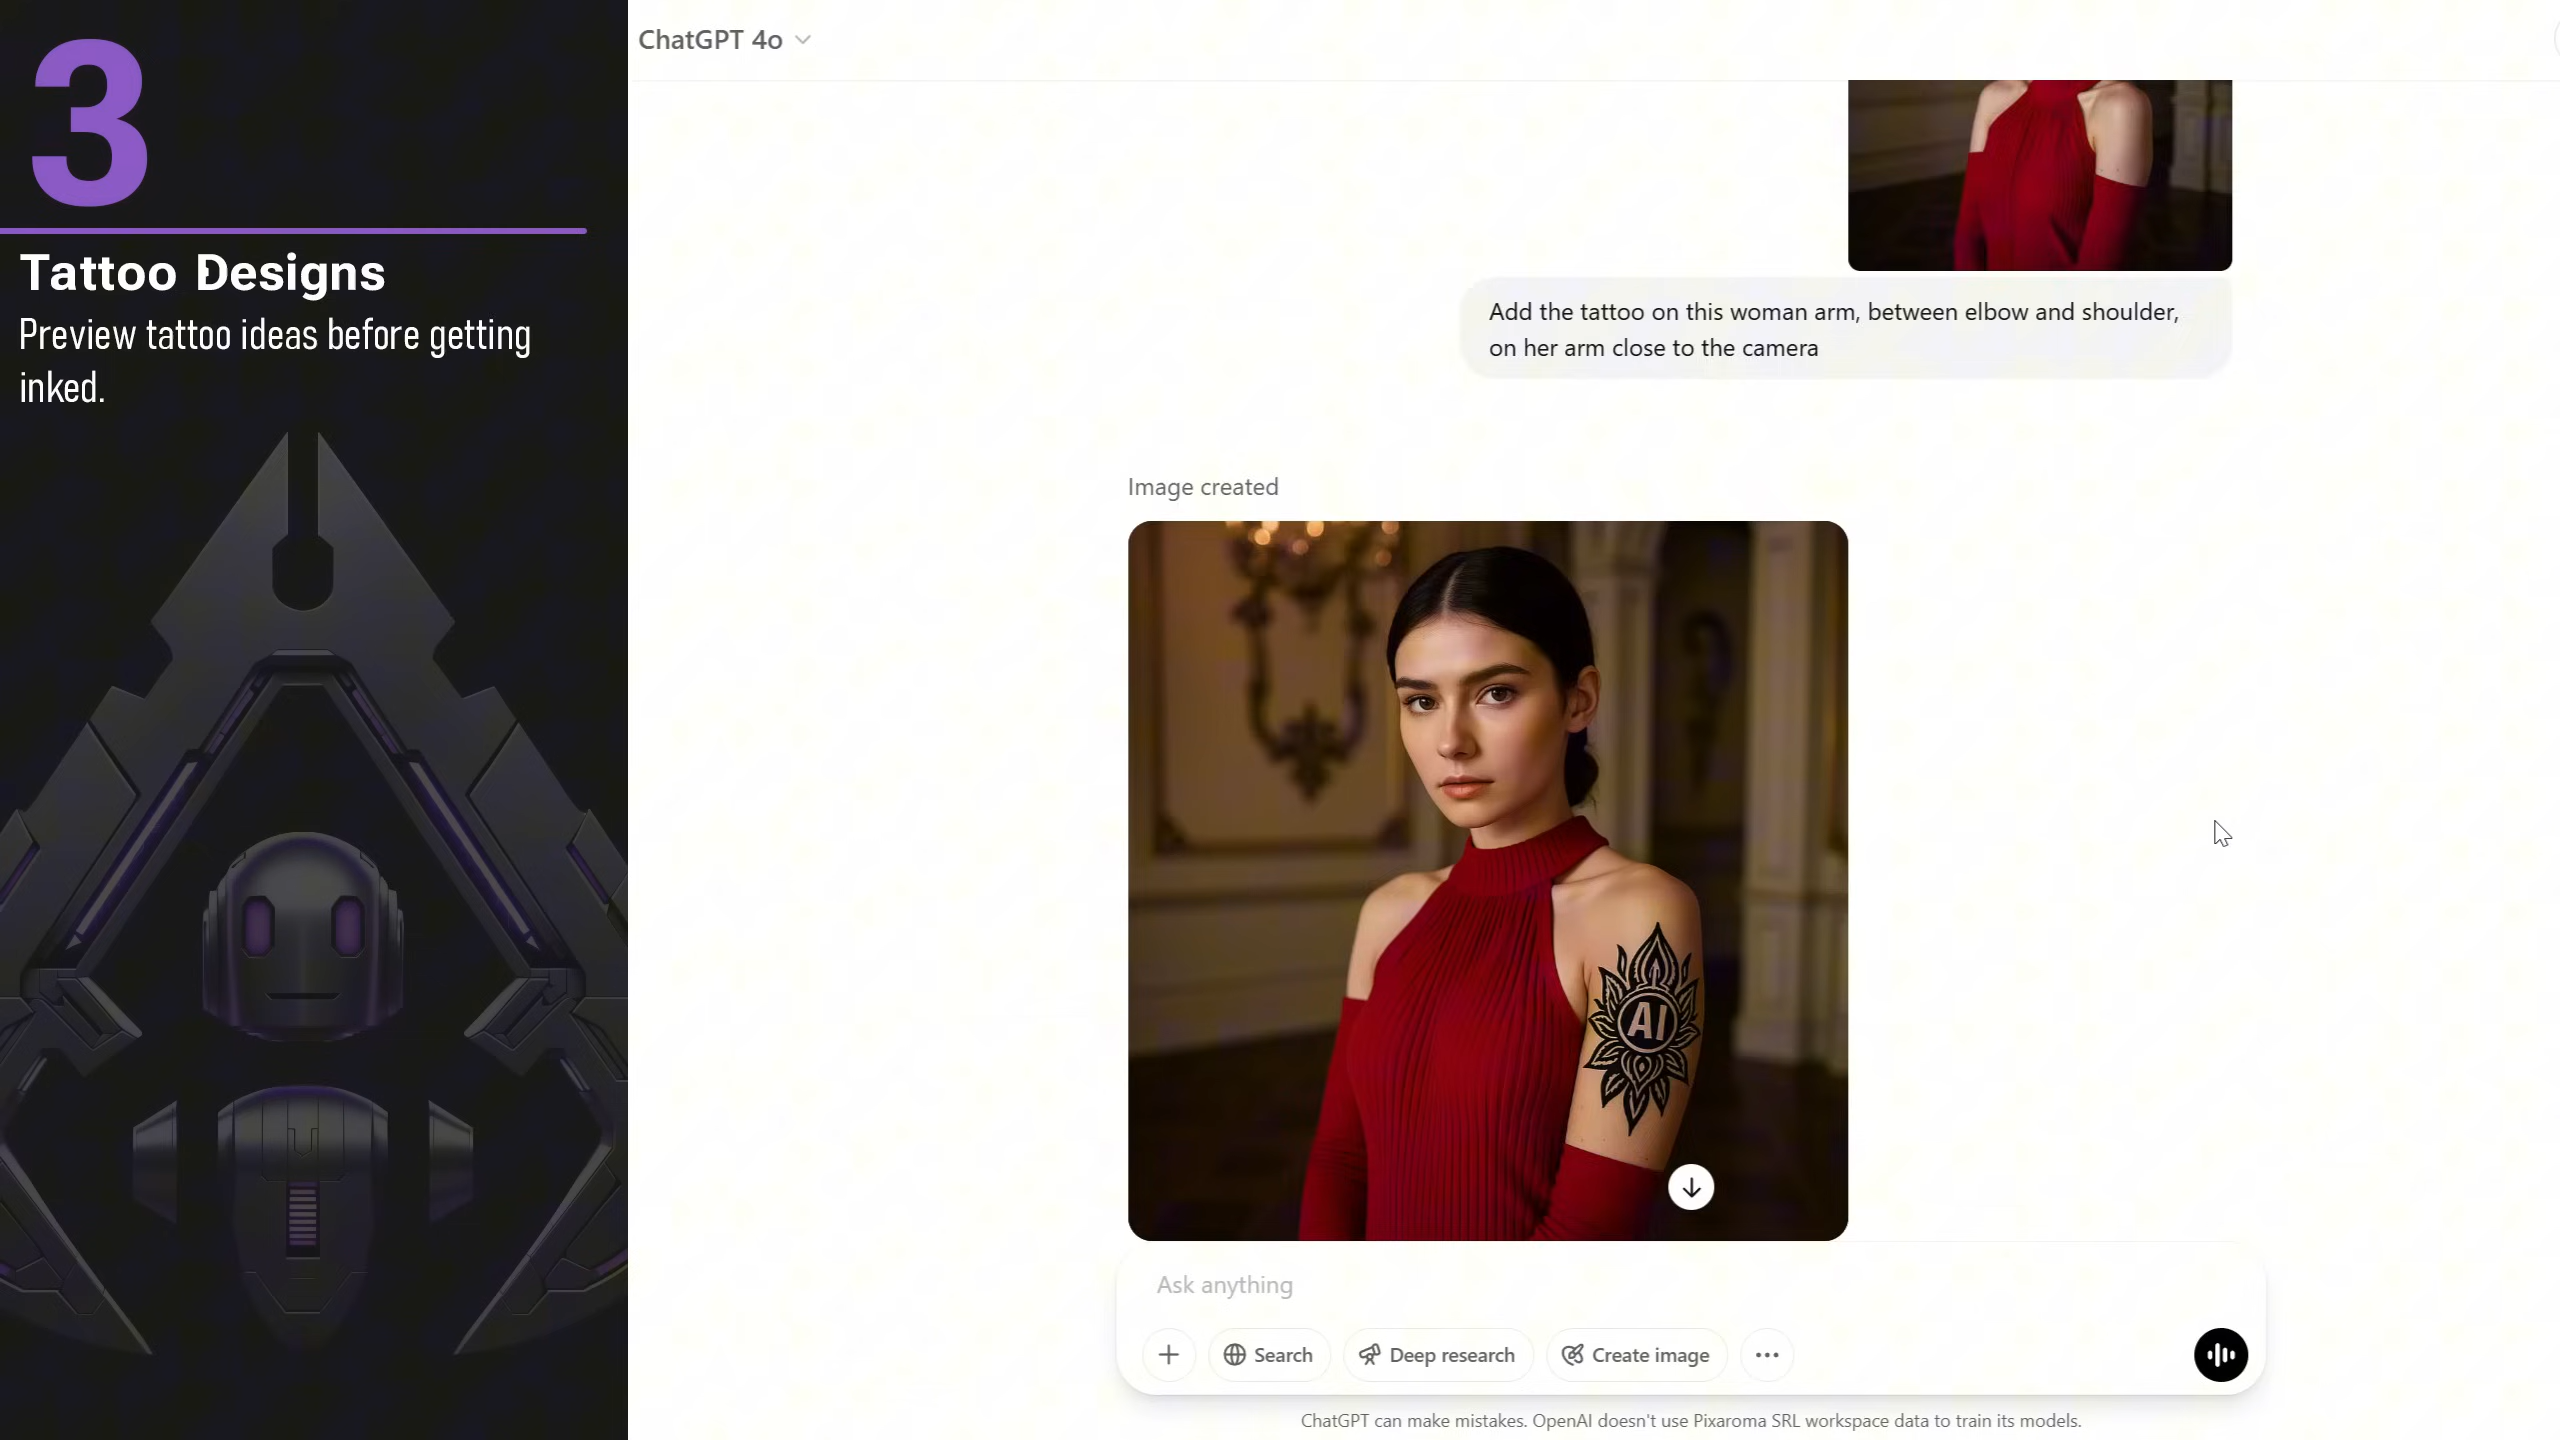 3
Tattoo Designs
Preview tattoo ideas before getting
inked.
ChatGPT 4o
Add the tattoo on this woman arm, between elbow and shoulder,
on her arm close to the camera
Image created
AI
Ask anything
Search
Deep research
Create image
ChatGPT can make mistakes. OpenAI doesn't use Pixaroma SRL workspace data to train its models.